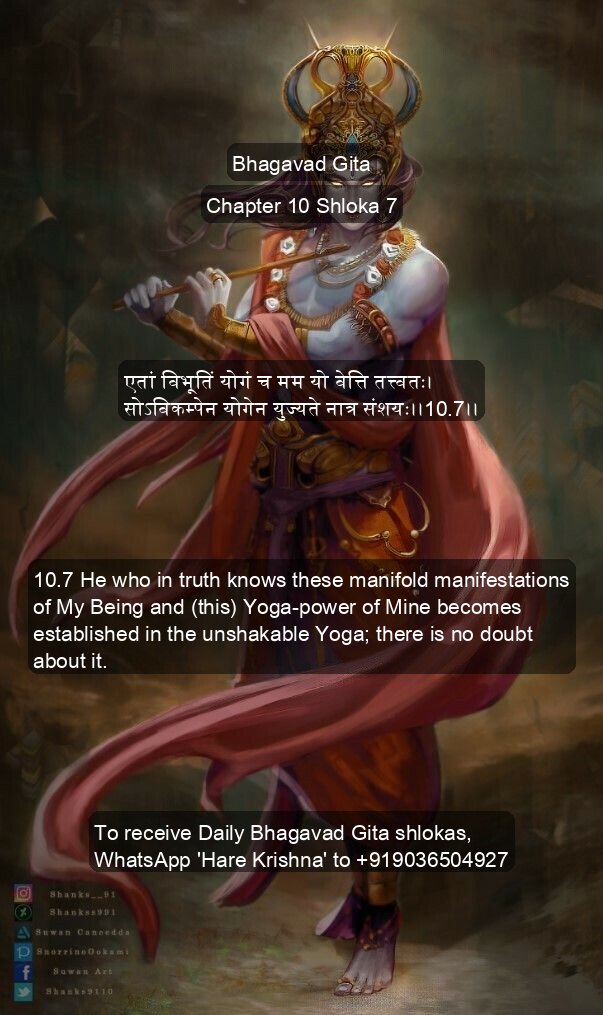 Bhagavad Gita
Chapter 10 Shloka 7
एतां विभूतिं योगं च मम यो वेत्ति तत्त्वतः।
सोऽविकम्पेन योगेन युज्यते नात्र संशयः।।10.7।।
10.7 He who in truth knows these manifold manifestations
of My Being and (this) Yoga-power of Mine becomes
established in the unshakable Yoga; there is no doubt
about it.
To receive Daily Bhagavad Gita shlokas,
WhatsApp 'Hare Krishna' to +919036504927
Shanks__91
Shankss991
Suwan Cancedda
SnorrinoOokami
Suwan Art
Shanks9110